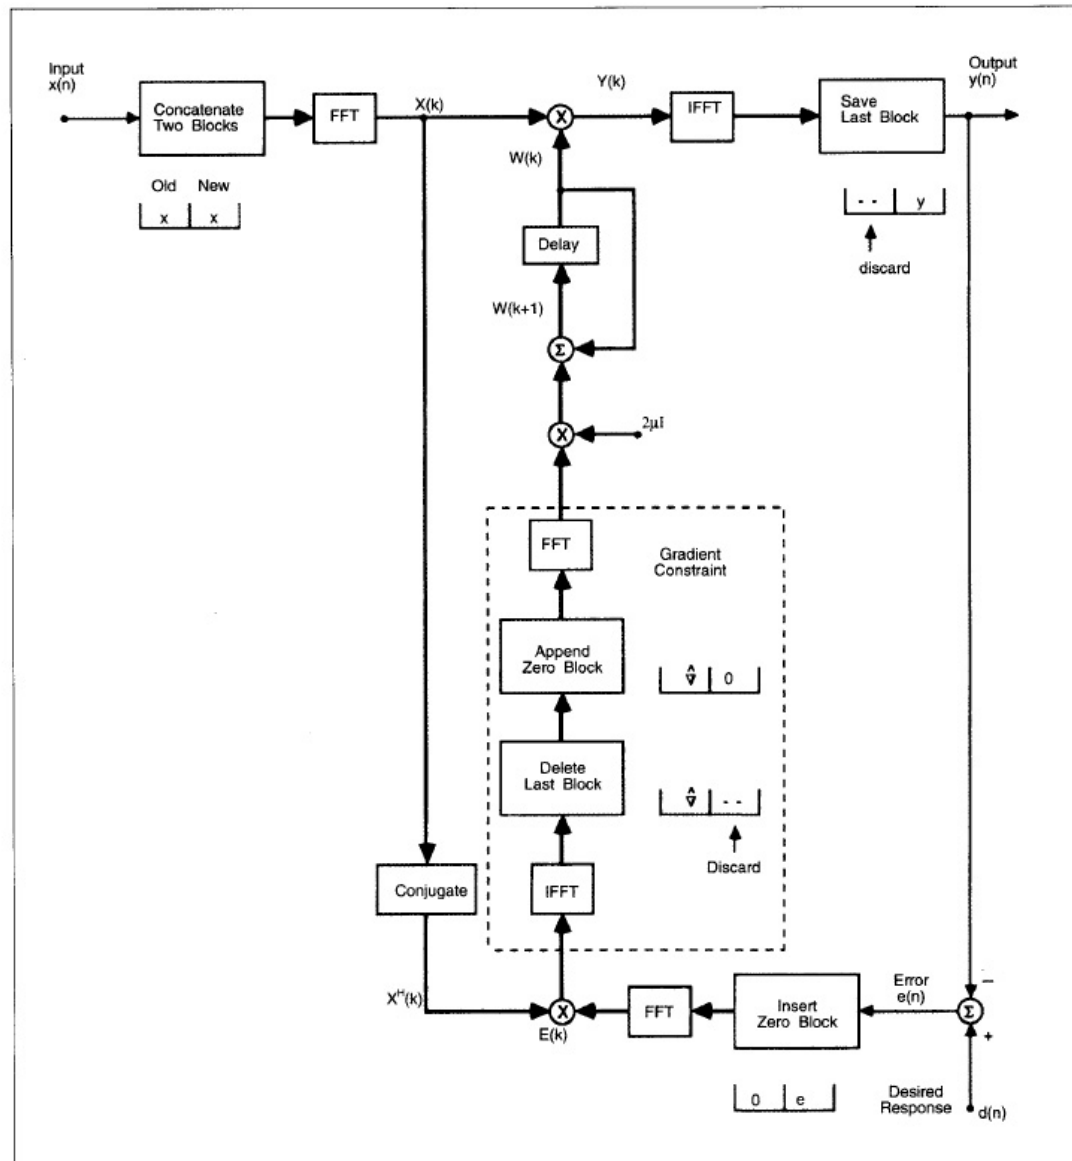 Input
x(n)
Concatenate
Two Blocks
FFT
X(k)
Y(k)
IFFT
Save
Last Block
Output
y(n)
W(k)
Old New
x x
- - y
discard
Delay
W(k+1)
Σ
X
2μI
FFT
Gradient
Constraint
Append
Zero Block
∇̂ 0
Delete
Last Block
∇̂ - -
Discard
IFFT
Conjugate
X^H(k)
X
E(k)
FFT
Insert
Zero Block
Error
e(n)
−
Σ
+
0 e
Desired
Response
d(n)